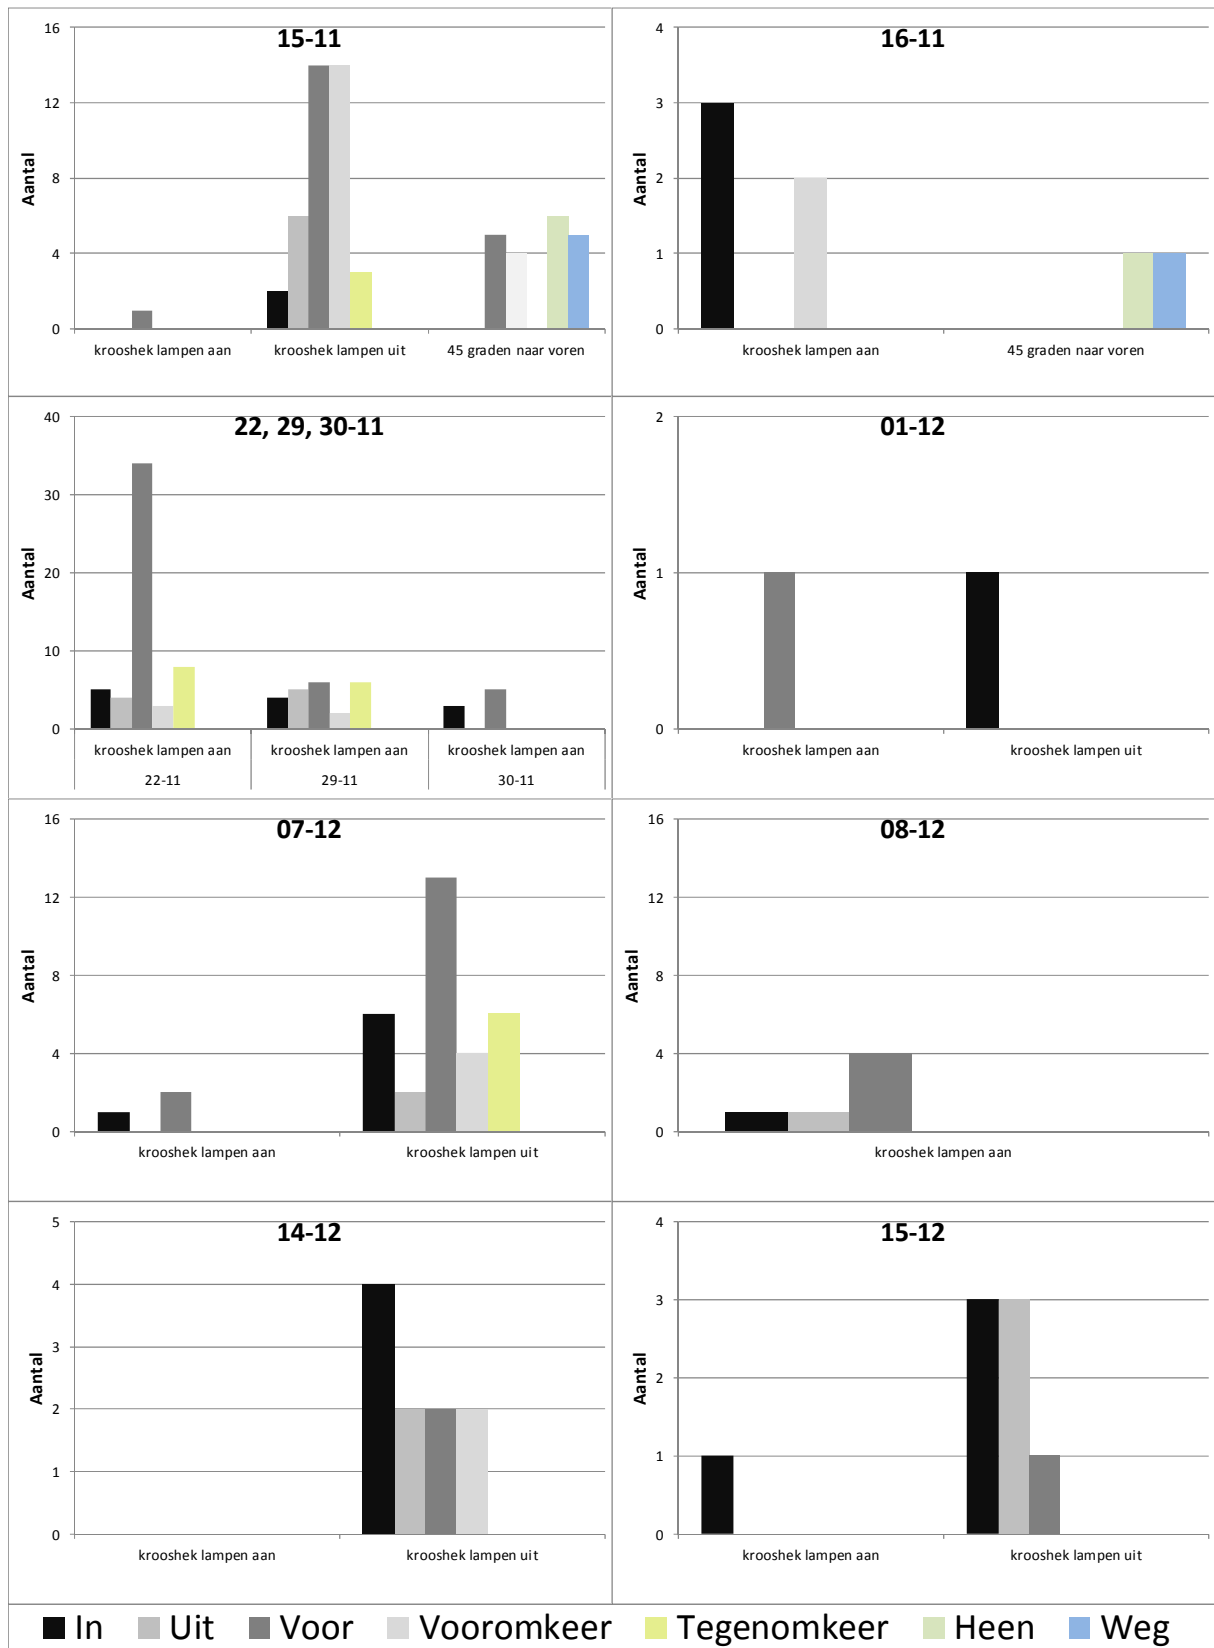 15-11
16
12
8
4
0
Aantal
krooshek lampen aan
krooshek lampen uit
45 graden naar voren
16-11
4
3
2
1
0
Aantal
krooshek lampen aan
45 graden naar voren
22, 29, 30-11
40
30
20
10
0
Aantal
krooshek lampen aan
krooshek lampen aan
krooshek lampen aan
22-11
29-11
30-11
01-12
2
1
0
Aantal
krooshek lampen aan
krooshek lampen uit
07-12
16
12
8
4
0
Aantal
krooshek lampen aan
krooshek lampen uit
08-12
16
12
8
4
0
Aantal
krooshek lampen aan
14-12
5
4
3
2
1
0
Aantal
krooshek lampen aan
krooshek lampen uit
15-12
4
3
2
1
0
Aantal
krooshek lampen aan
krooshek lampen uit
In Uit Voor Vooromkeer Tegenomkeer Heen Weg